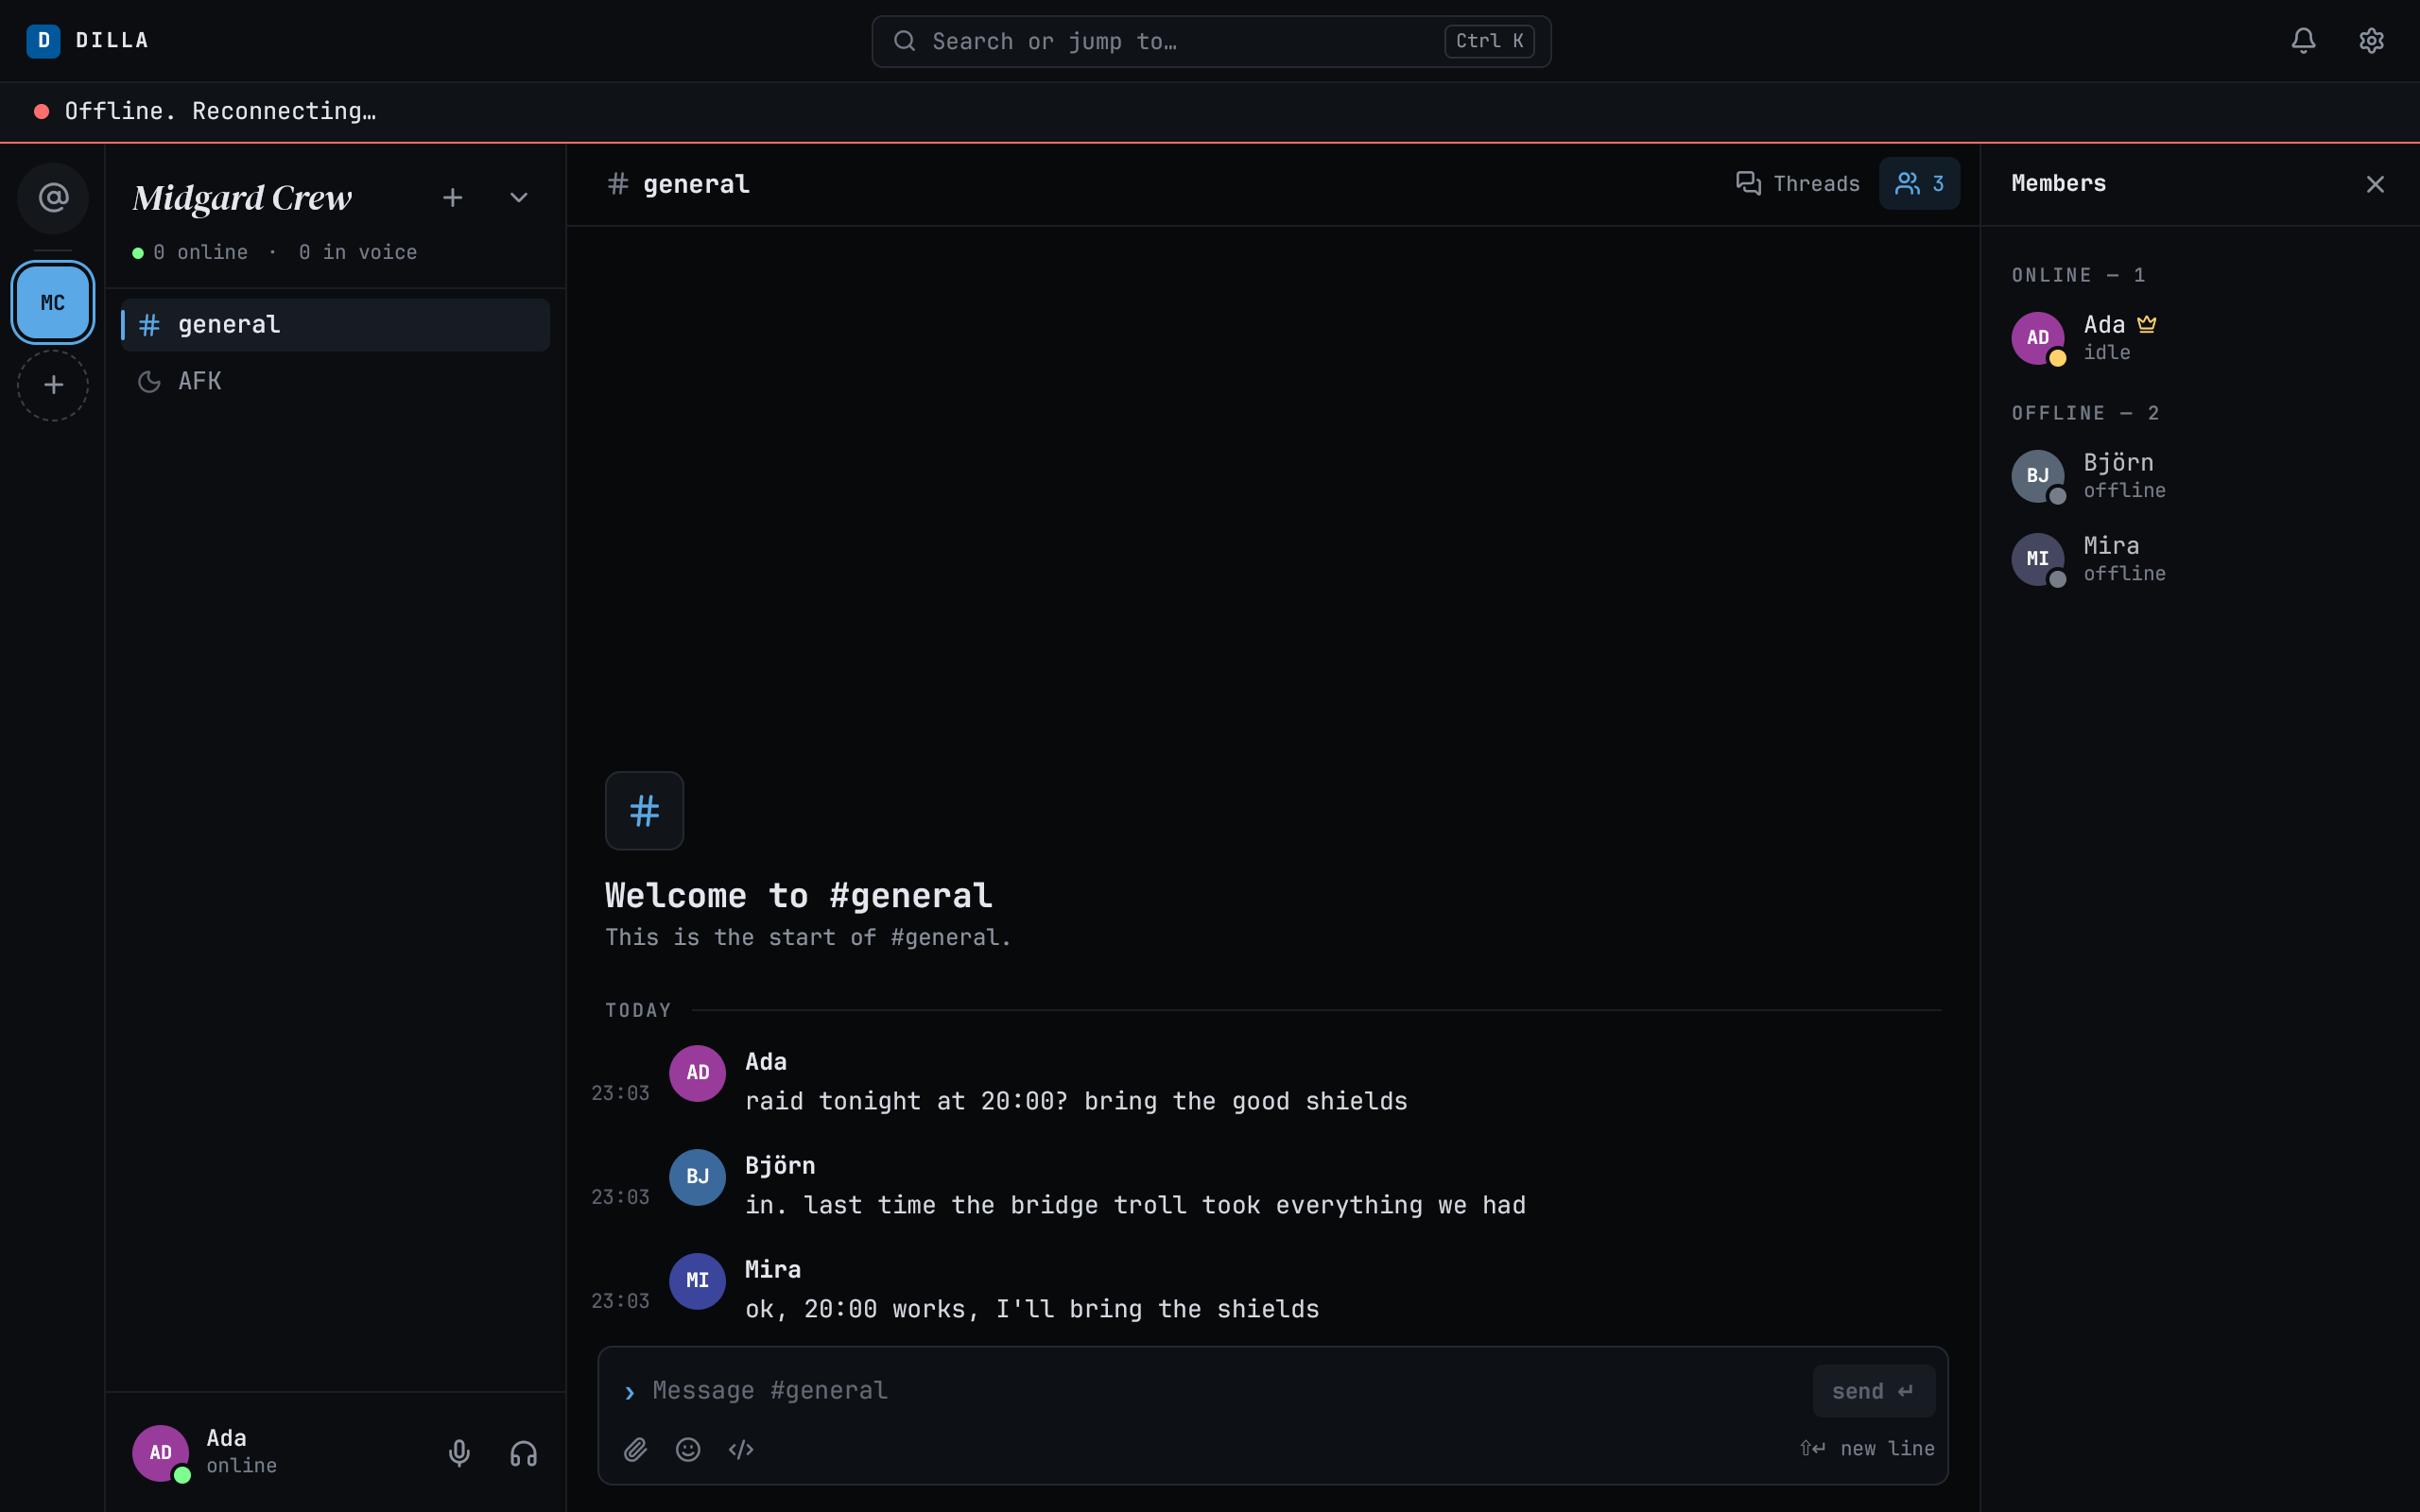 D DILLA
Search or jump to…
Ctrl K
Offline. Reconnecting…
Midgard Crew
0 online · 0 in voice
MC
general
AFK
AD
Ada
online
# general
Threads
3
#
Welcome to #general
This is the start of #general.
TODAY
AD
Ada
23:03
raid tonight at 20:00? bring the good shields
BJ
Björn
23:03
in. last time the bridge troll took everything we had
MI
Mira
23:03
ok, 20:00 works, I'll bring the shields
› Message #general
send ↵
⇧↵ new line
Members
ONLINE — 1
AD
Ada
idle
OFFLINE — 2
BJ
Björn
offline
MI
Mira
offline